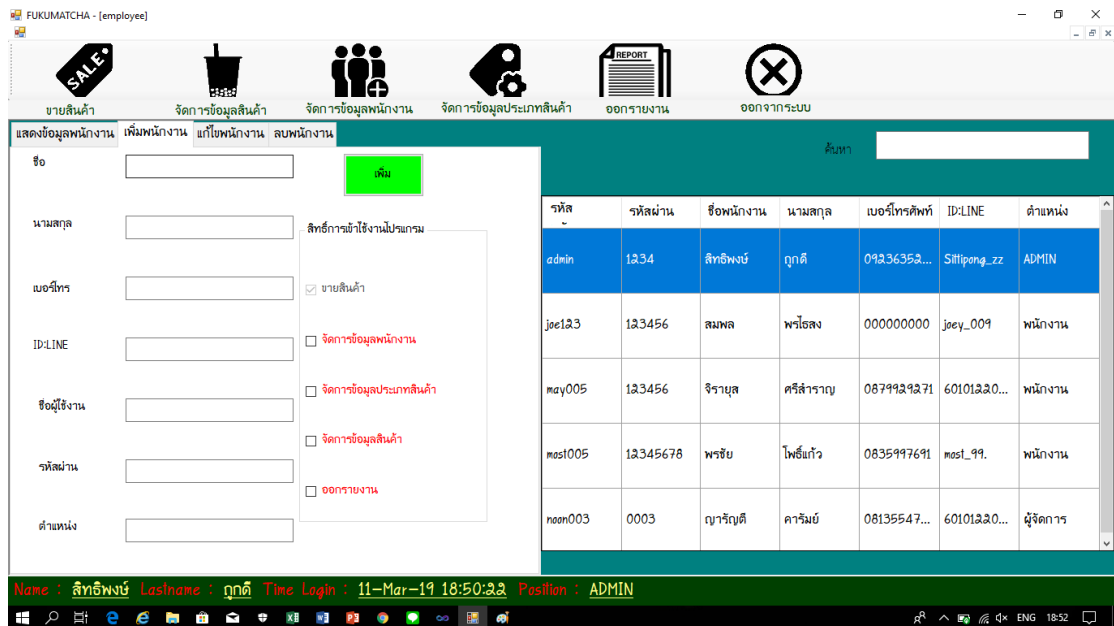 FUKUMATCHA - [employee]
SALE
REPORT
ขายสินค้า จัดการข้อมูลสินค้า จัดการข้อมูลพนักงาน จัดการข้อมูลประเภทสินค้า ออกรายงาน ออกจากระบบ
แสดงข้อมูลพนักงาน เพิ่มพนักงาน แก้ไขพนักงาน ลบพนักงาน
ชื่อ
เพิ่ม
นามสกุล
สิทธิ์การเข้าใช้งานโปรแกรม
เบอร์โทร
ขายสินค้า
ID:LINE
จัดการข้อมูลพนักงาน
จัดการข้อมูลประเภทสินค้า
ชื่อผู้ใช้งาน
จัดการข้อมูลสินค้า
รหัสผ่าน
ออกรายงาน
ตำแหน่ง
ค้นหา
รหัส รหัสผ่าน ชื่อพนักงาน นามสกุล เบอร์โทรศัพท์ ID:LINE ตำแหน่ง
admin 1234 สิทธิพงษ์ ถูกดี 09236352... Sittipong_zz ADMIN
joe123 123456 สมพล พรไธสง 000000000 joey_009 พนักงาน
may005 123456 จิรายุส ศรีสำราญ 0879929271 60101220... พนักงาน
most005 12345678 พรชัย โพธิ์แก้ว 0835997691 most_99. พนักงาน
noon003 0003 ญารัญตี คารัมย์ 08135547... 60101220... ผู้จัดการ
Name : สิทธิพงษ์ Lastname : ถูกดี Time Login : 11-Mar-19 18:50:22 Position : ADMIN
ENG 18:52